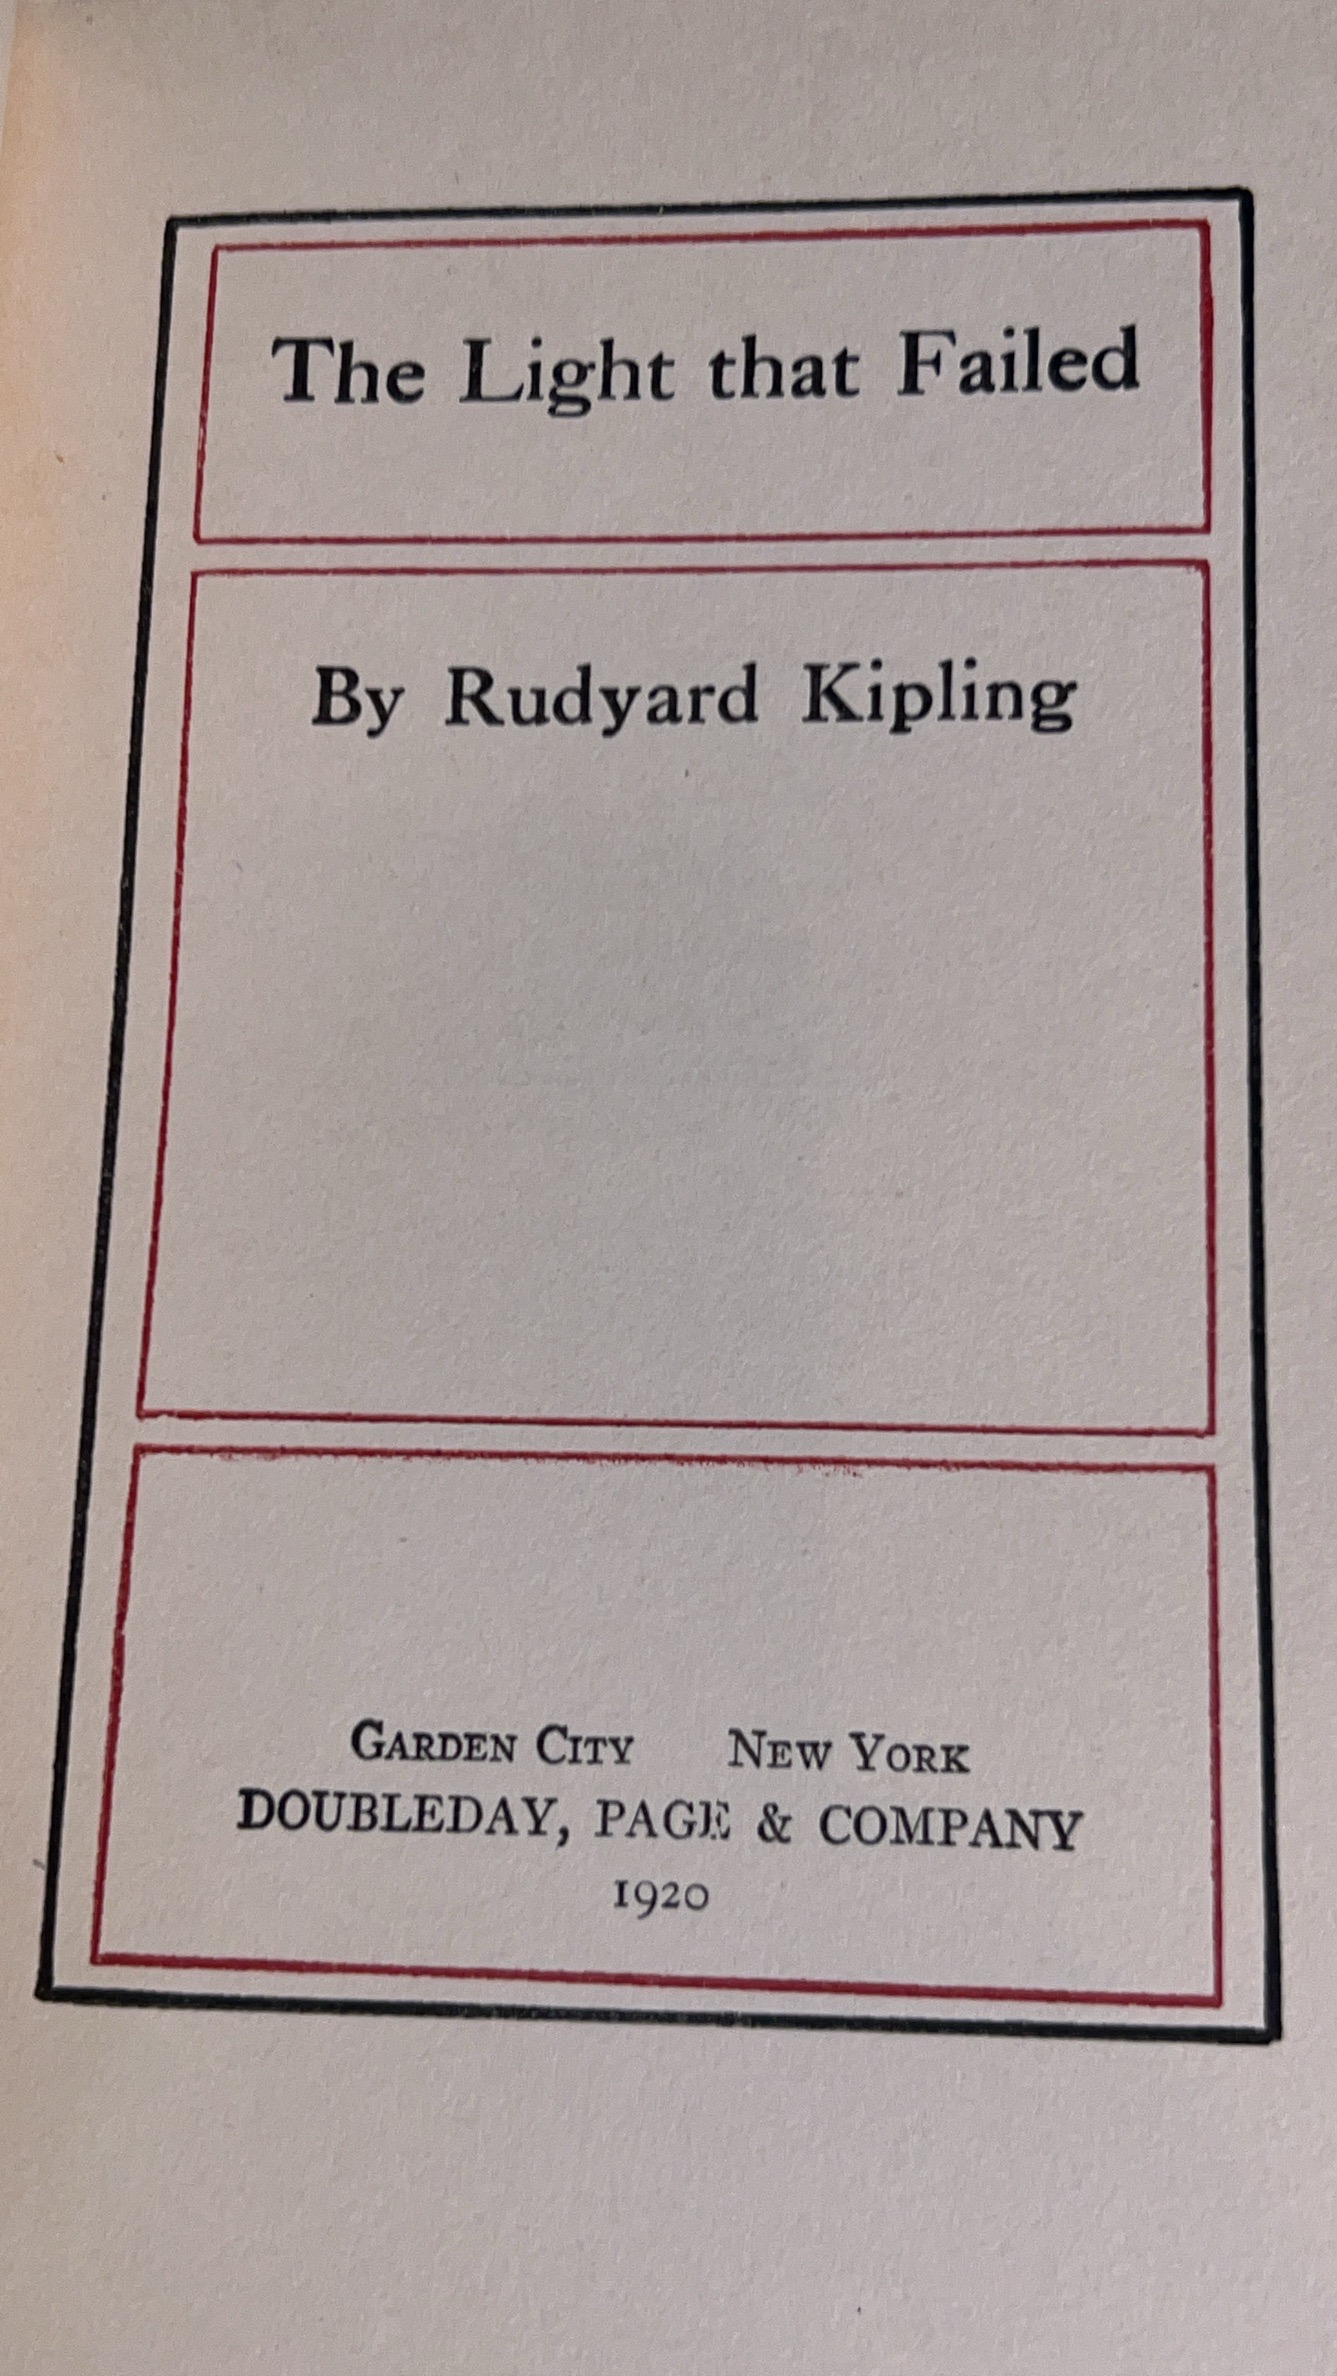 The Light that Failed
By Rudyard Kipling
Garden City New York
DOUBLEDAY, PAGE & COMPANY
1920